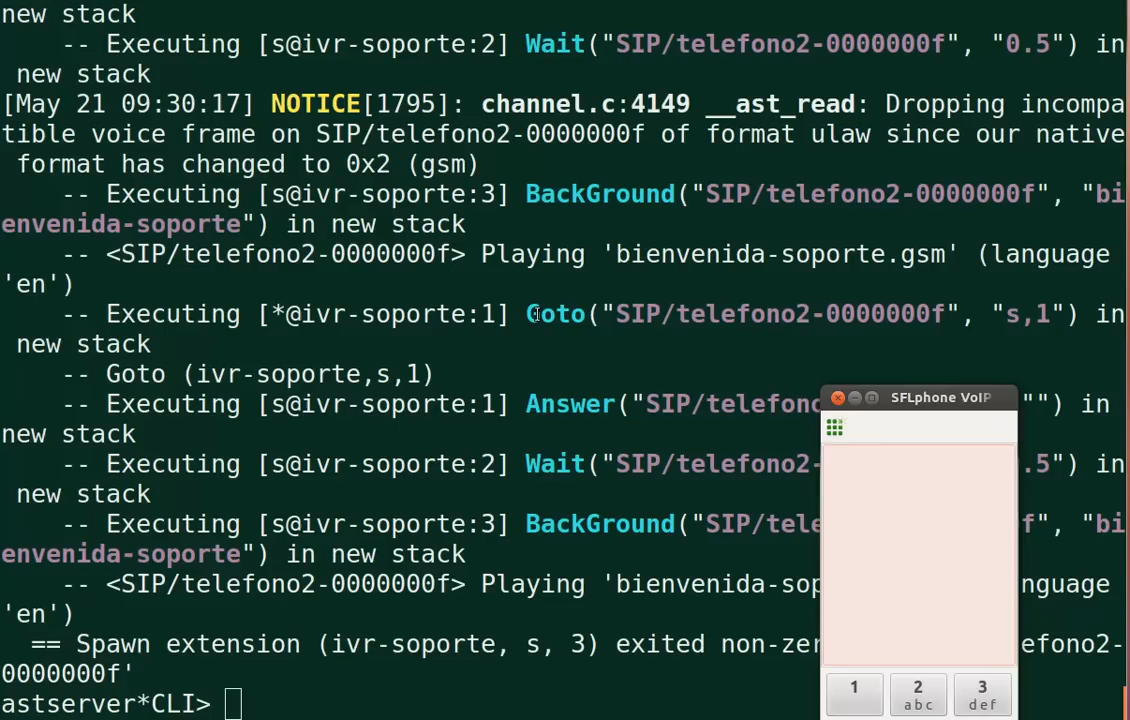 new stack
    -- Executing [s@ivr-soporte:2] Wait("SIP/telefono2-0000000f", "0.5") in
 new stack
[May 21 09:30:17] NOTICE[1795]: channel.c:4149 __ast_read: Dropping incompa
tible voice frame on SIP/telefono2-0000000f of format ulaw since our native
 format has changed to 0x2 (gsm)
    -- Executing [s@ivr-soporte:3] BackGround("SIP/telefono2-0000000f", "bi
envenida-soporte") in new stack
    -- <SIP/telefono2-0000000f> Playing 'bienvenida-soporte.gsm' (language
'en')
    -- Executing [*@ivr-soporte:1] Goto("SIP/telefono2-0000000f", "s,1") in
new stack
    -- Goto (ivr-soporte,s,1)
    -- Executing [s@ivr-soporte:1] Answer("SIP/telefono "") in
new stack
    -- Executing [s@ivr-soporte:2] Wait("SIP/telefono2- .5") in
new stack
    -- Executing [s@ivr-soporte:3] BackGround("SIP/tele f", "bi
envenida-soporte") in new stack
    -- <SIP/telefono2-0000000f> Playing 'bienvenida-sop nguage
'en')
  == Spawn extension (ivr-soporte, s, 3) exited non-zer efono2-
0000000f'
astserver*CLI>
SFLphone VoIP
1 2 3
abc def